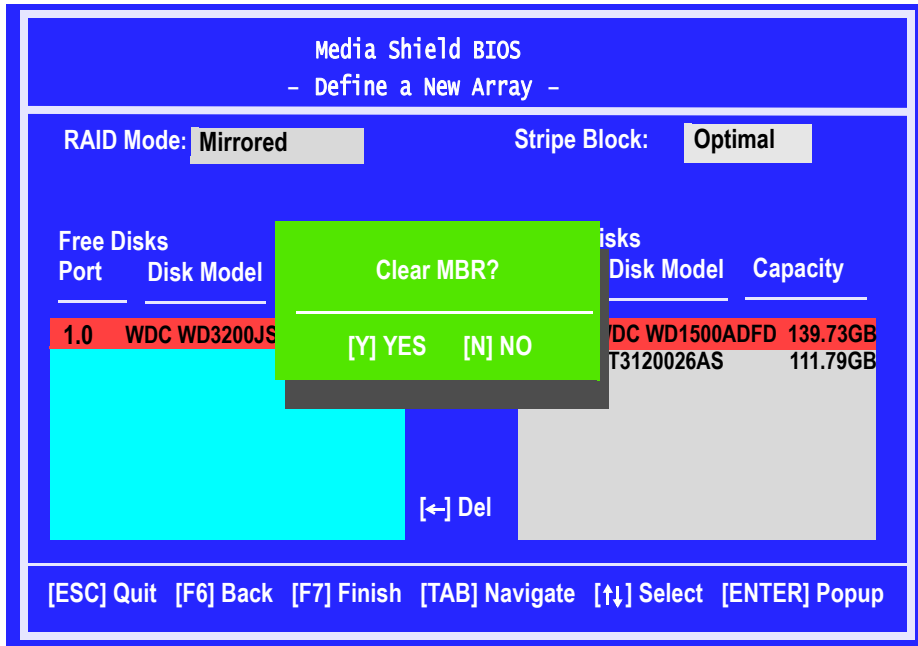 Media Shield BIOS
– Define a New Array –
RAID Mode: Mirrored Stripe Block: Optimal
Free Disks isks
Port Disk Model Disk Model Capacity
Clear MBR?
1.0 WDC WD3200JS DC WD1500ADFD 139.73GB
[Y] YES [N] NO
T3120026AS 111.79GB
[←] Del
[ESC] Quit [F6] Back [F7] Finish [TAB] Navigate [↑↓] Select [ENTER] Popup